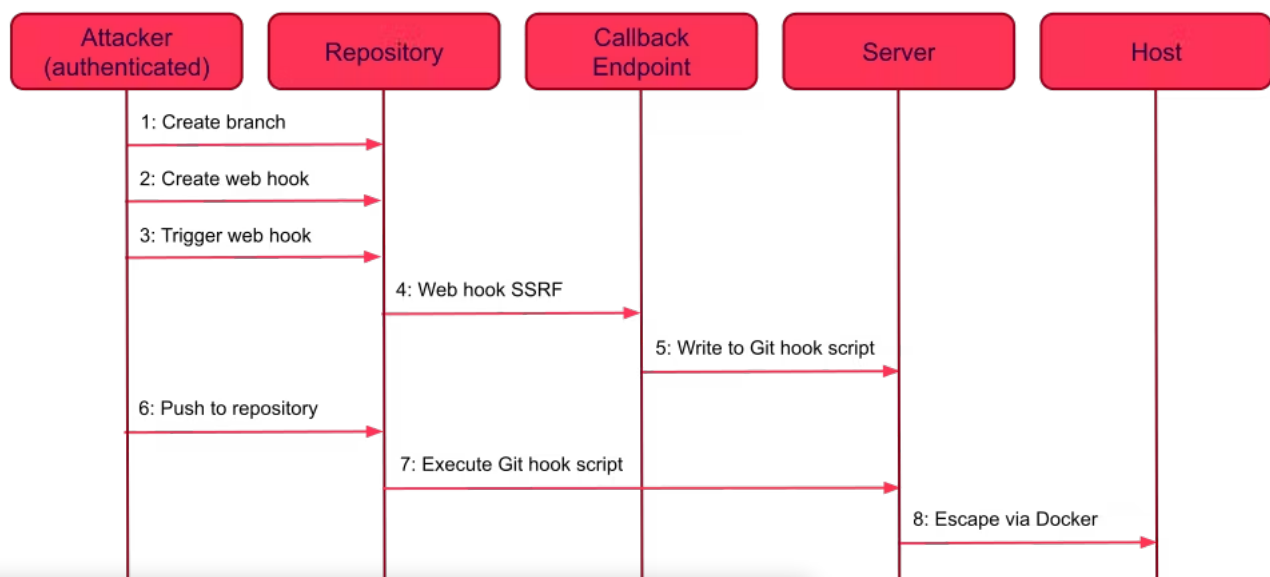 Attacker
(authenticated)
Repository
Callback
Endpoint
Server
Host
1: Create branch
2: Create web hook
3: Trigger web hook
4: Web hook SSRF
5: Write to Git hook script
6: Push to repository
7: Execute Git hook script
8: Escape via Docker